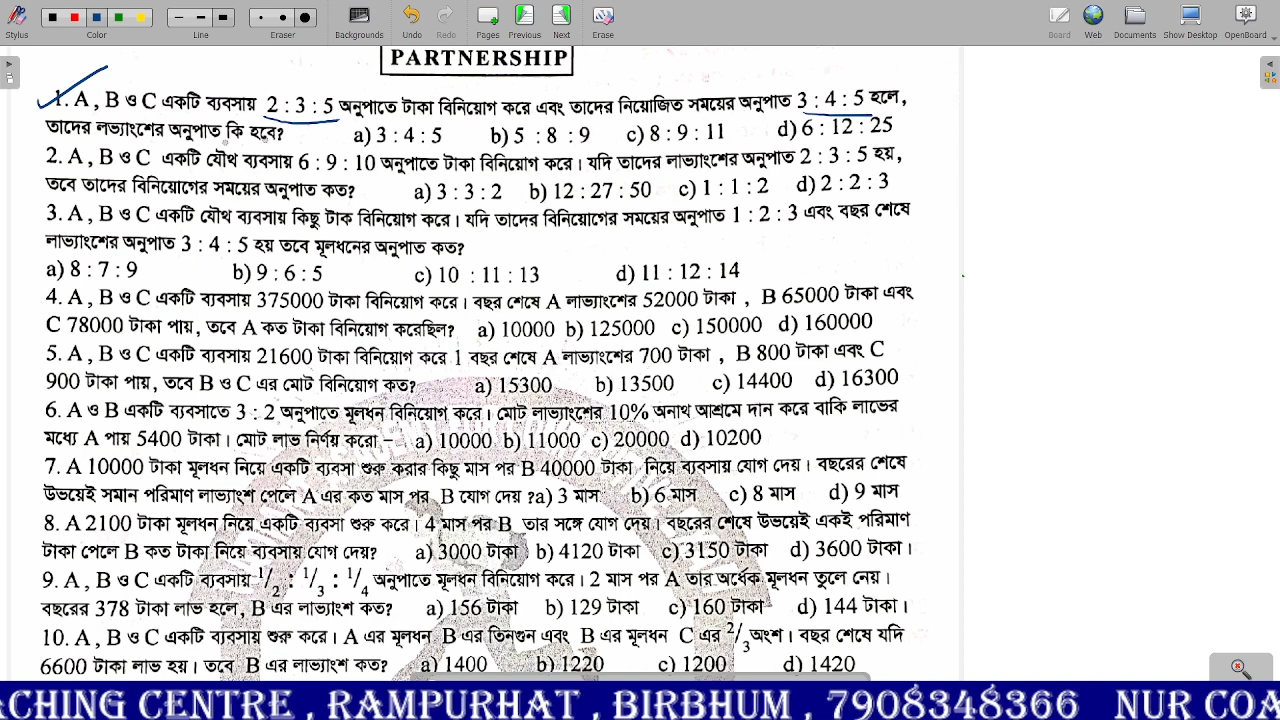 Stylus
Color
Line
Eraser
Backgrounds
Undo
Redo
Pages
Previous
Next
Erase
Board
Web
Documents
Show Desktop
OpenBoard
PARTNERSHIP
1. A , B ও C একটি ব্যবসায় 2 : 3 : 5 অনুপাতে টাকা বিনিয়োগ করে এবং তাদের নিয়োজিত সময়ের অনুপাত 3 : 4 : 5 হলে,
তাদের লভ্যাংশের অনুপাত কি হবে? a) 3 : 4 : 5 b) 5 : 8 : 9 c) 8 : 9 : 11 d) 6 : 12 : 25
2. A , B ও C একটি যৌথ ব্যবসায় 6 : 9 : 10 অনুপাতে টাকা বিনিয়োগ করে। যদি তাদের লাভ্যাংশের অনুপাত 2 : 3 : 5 হয়,
তবে তাদের বিনিয়োগের সময়ের অনুপাত কত? a) 3 : 3 : 2 b) 12 : 27 : 50 c) 1 : 1 : 2 d) 2 : 2 : 3
3. A , B ও C একটি যৌথ ব্যবসায় কিছু টাক বিনিয়োগ করে। যদি তাদের বিনিয়োগের সময়ের অনুপাত 1 : 2 : 3 এবং বছর শেষে
লাভ্যাংশের অনুপাত 3 : 4 : 5 হয় তবে মূলধনের অনুপাত কত?
a) 8 : 7 : 9 b) 9 : 6 : 5 c) 10 : 11 : 13 d) 11 : 12 : 14
4. A , B ও C একটি ব্যবসায় 375000 টাকা বিনিয়োগ করে। বছর শেষে A লাভ্যাংশের 52000 টাকা , B 65000 টাকা এবং
C 78000 টাকা পায়, তবে A কত টাকা বিনিয়োগ করেছিল? a) 10000 b) 125000 c) 150000 d) 160000
5. A , B ও C একটি ব্যবসায় 21600 টাকা বিনিয়োগ করে 1 বছর শেষে A লাভ্যাংশের 700 টাকা , B 800 টাকা এবং C
900 টাকা পায়, তবে B ও C এর মোট বিনিয়োগ কত? a) 15300 b) 13500 c) 14400 d) 16300
6. A ও B একটি ব্যবসাতে 3 : 2 অনুপাতে মূলধন বিনিয়োগ করে। মোট লাভ্যাংশের 10% অনাথ আশ্রমে দান করে বাকি লাভের
মধ্যে A পায় 5400 টাকা। মোট লাভ নির্ণয় করো – a) 10000 b) 11000 c) 20000 d) 10200
7. A 10000 টাকা মূলধন নিয়ে একটি ব্যবসা শুরু করার কিছু মাস পর B 40000 টাকা নিয়ে ব্যবসায় যোগ দেয়। বছরের শেষে
উভয়েই সমান পরিমাণ লাভ্যাংশ পেলে A এর কত মাস পর B যোগ দেয় ?a) 3 মাস b) 6 মাস c) 8 মাস d) 9 মাস
8. A 2100 টাকা মূলধন নিয়ে একটি ব্যবসা শুরু করে। 4 মাস পর B তার সঙ্গে যোগ দেয়। বছরের শেষে উভয়েই একই পরিমাণ
টাকা পেলে B কত টাকা নিয়ে ব্যবসায় যোগ দেয়? a) 3000 টাকা b) 4120 টাকা c) 3150 টাকা d) 3600 টাকা।
9. A , B ও C একটি ব্যবসায় 1/2 : 1/3 : 1/4 অনুপাতে মূলধন বিনিয়োগ করে। 2 মাস পর A তার অর্ধেক মূলধন তুলে নেয়।
বছরের 378 টাকা লাভ হলে, B এর লাভ্যাংশ কত? a) 156 টাকা b) 129 টাকা c) 160 টাকা d) 144 টাকা।
10. A , B ও C একটি ব্যবসায় শুরু করে। A এর মূলধন B এর তিনগুন এবং B এর মূলধন C এর 2/3 অংশ। বছর শেষে যদি
6600 টাকা লাভ হয়। তবে B এর লাভ্যাংশ কত? a) 1400 b) 1220 c) 1200 d) 1420
ACHING CENTRE , RAMPURHAT , BIRBHUM , 7908348366 NUR COA